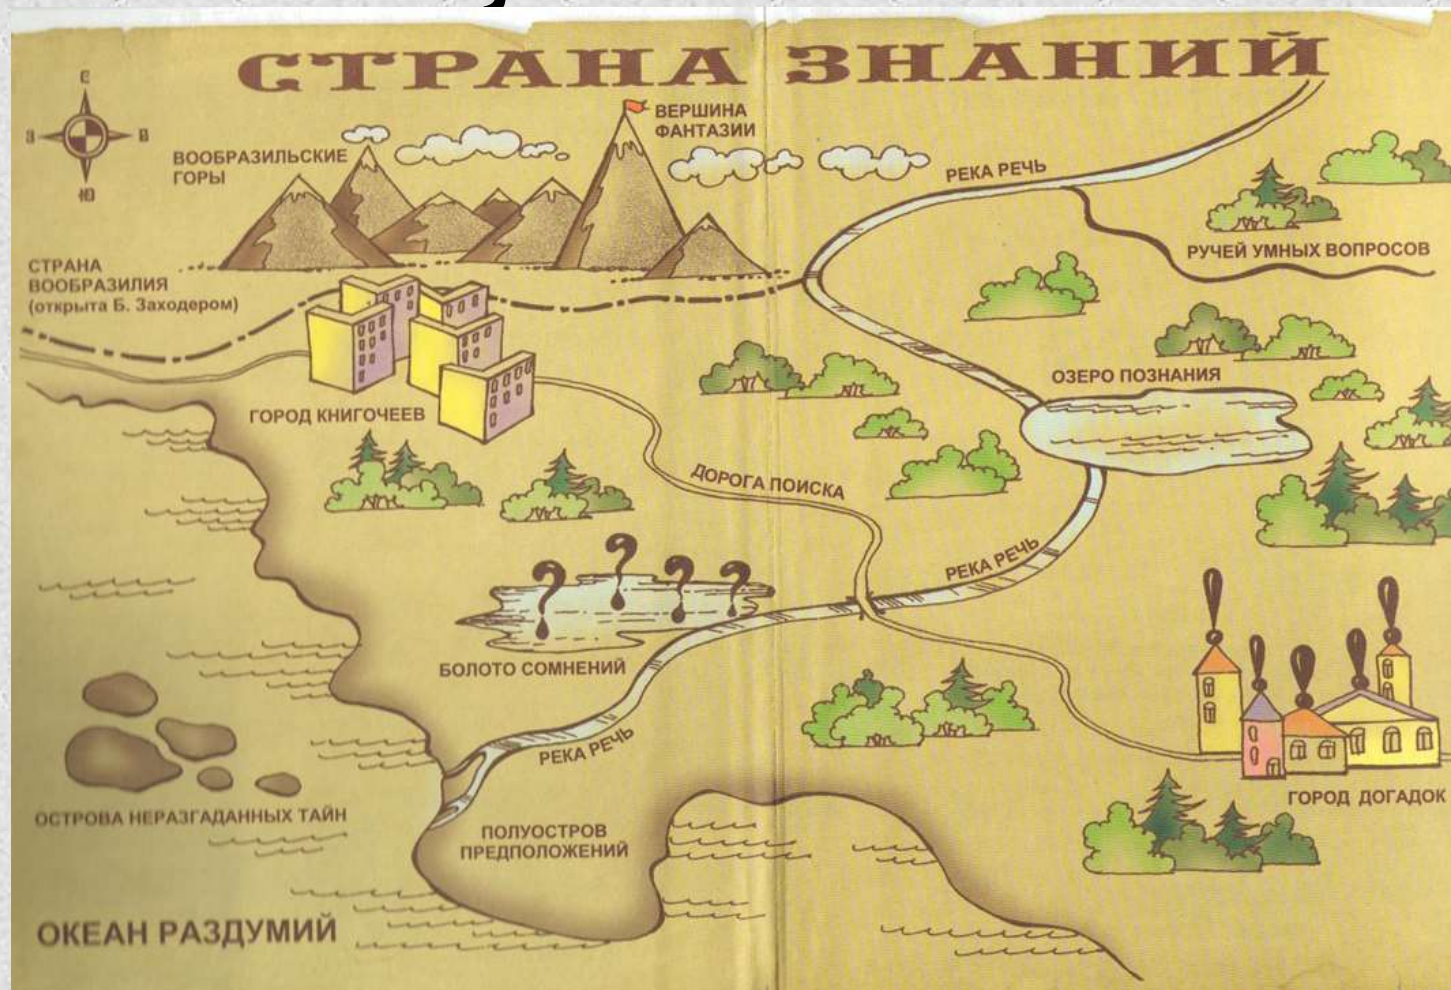 СТРАНА ЗНАНИЙ
С
З
В
Ю
ВЕРШИНА
ФАНТАЗИИ
ВООБРАЗИЛЬСКИЕ
ГОРЫ
РЕКА РЕЧЬ
РУЧЕЙ УМНЫХ ВОПРОСОВ
СТРАНА
ВООБРАЗИЛИЯ
(открыта Б. Заходером)
ОЗЕРО ПОЗНАНИЯ
ГОРОД КНИГОЧЕЕВ
ДОРОГА ПОИСКА
РЕКА РЕЧЬ
? ? ? ?
БОЛОТО СОМНЕНИЙ
! ! ! ! !
РЕКА РЕЧЬ
ГОРОД ДОГАДОК
ОСТРОВА НЕРАЗГАДАННЫХ ТАЙН
ПОЛУОСТРОВ
ПРЕДПОЛОЖЕНИЙ
ОКЕАН РАЗДУМИЙ